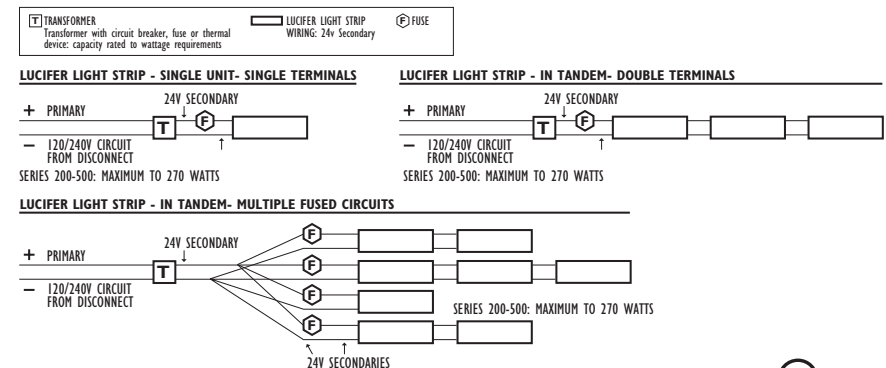 T TRANSFORMER
Transformer with circuit breaker, fuse or thermal
device: capacity rated to wattage requirements
LUCIFER LIGHT STRIP
WIRING: 24v Secondary
F FUSE
LUCIFER LIGHT STRIP - SINGLE UNIT- SINGLE TERMINALS
24V SECONDARY
+ PRIMARY
T
F
− 120/240V CIRCUIT
FROM DISCONNECT
SERIES 200-500: MAXIMUM TO 270 WATTS
LUCIFER LIGHT STRIP - IN TANDEM- DOUBLE TERMINALS
24V SECONDARY
+ PRIMARY
T
F
− 120/240V CIRCUIT
FROM DISCONNECT
SERIES 200-500: MAXIMUM TO 270 WATTS
LUCIFER LIGHT STRIP - IN TANDEM- MULTIPLE FUSED CIRCUITS
24V SECONDARY
+ PRIMARY
T
− 120/240V CIRCUIT
FROM DISCONNECT
F
F
F
F
SERIES 200-500: MAXIMUM TO 270 WATTS
24V SECONDARIES